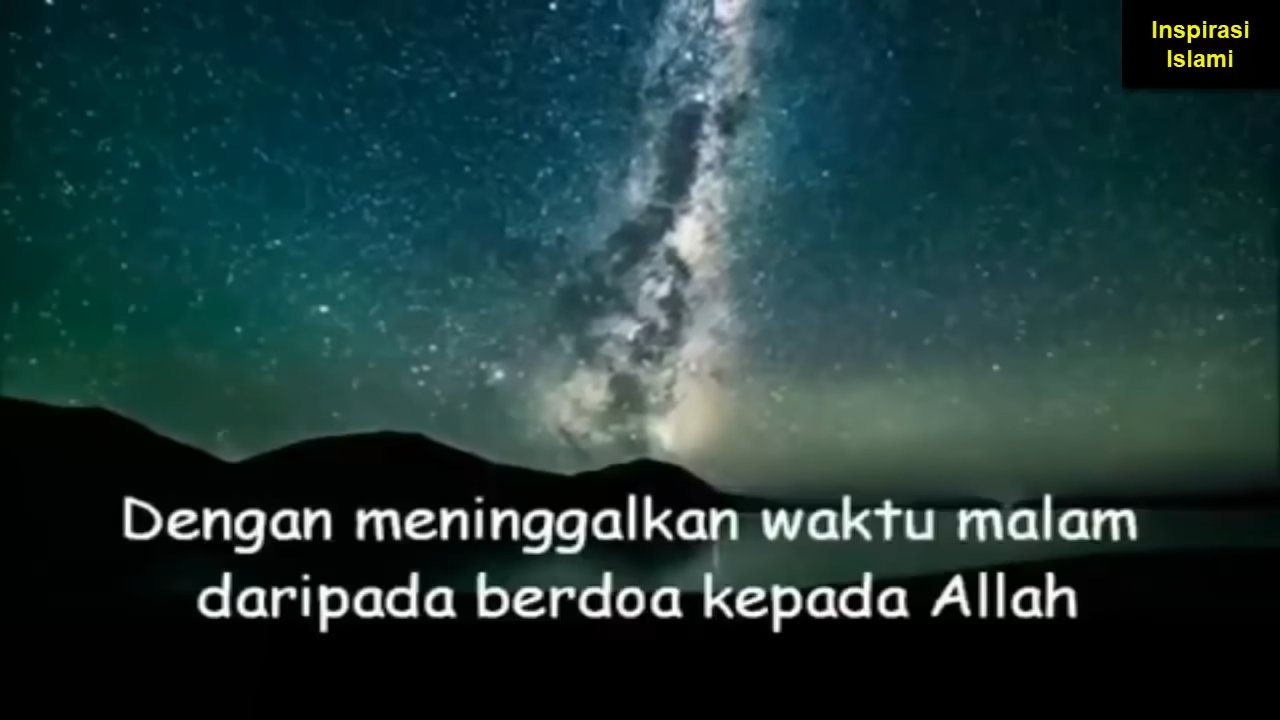 Inspirasi
Islami
Dengan meninggalkan waktu malam
daripada berdoa kepada Allah